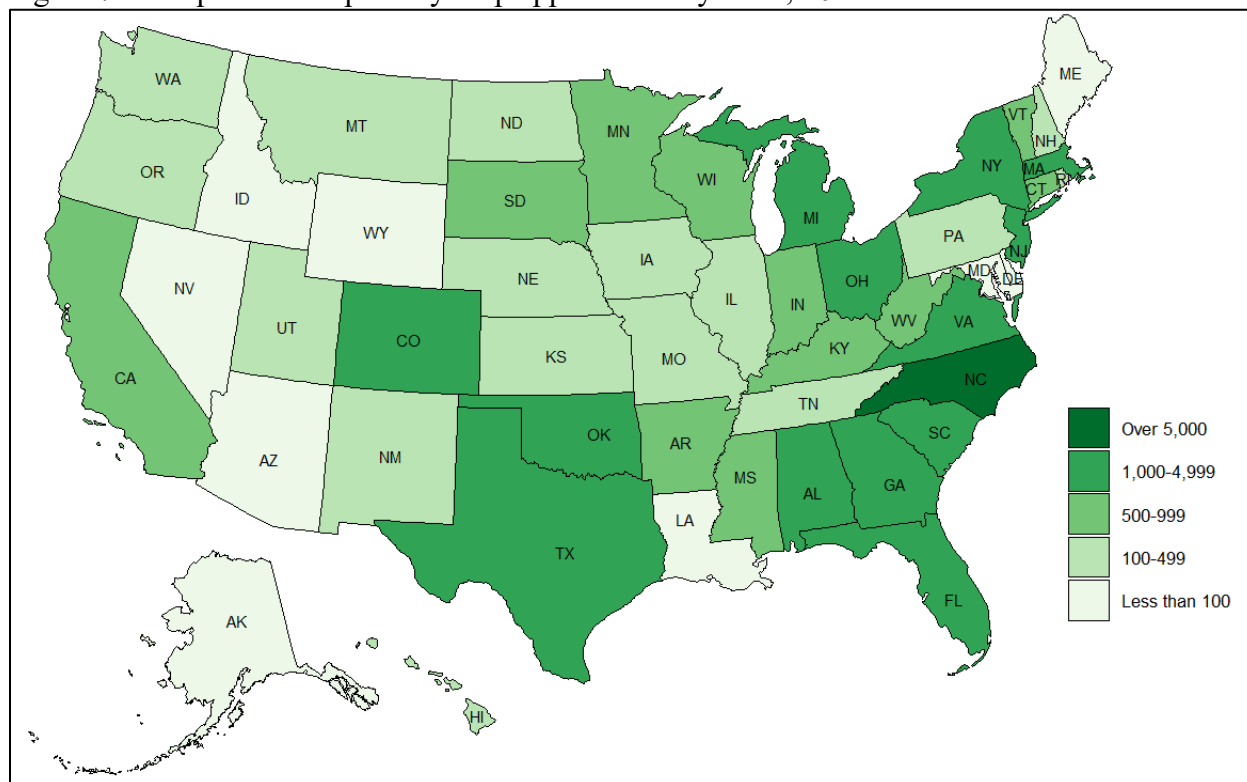 WA
ME
MT
ND
VT
MN
NH
OR
NY
MA
WI
ID
SD
CT
RI
MI
WY
PA
IA
NJ
NE
MD
DE
NV
OH
IL
IN
UT
WV
CO
VA
KS
MO
KY
CA
NC
TN
OK
SC
AZ
NM
AR
MS
AL
GA
LA
TX
FL
AK
HI
Over 5,000
1,000-4,999
500-999
100-499
Less than 100